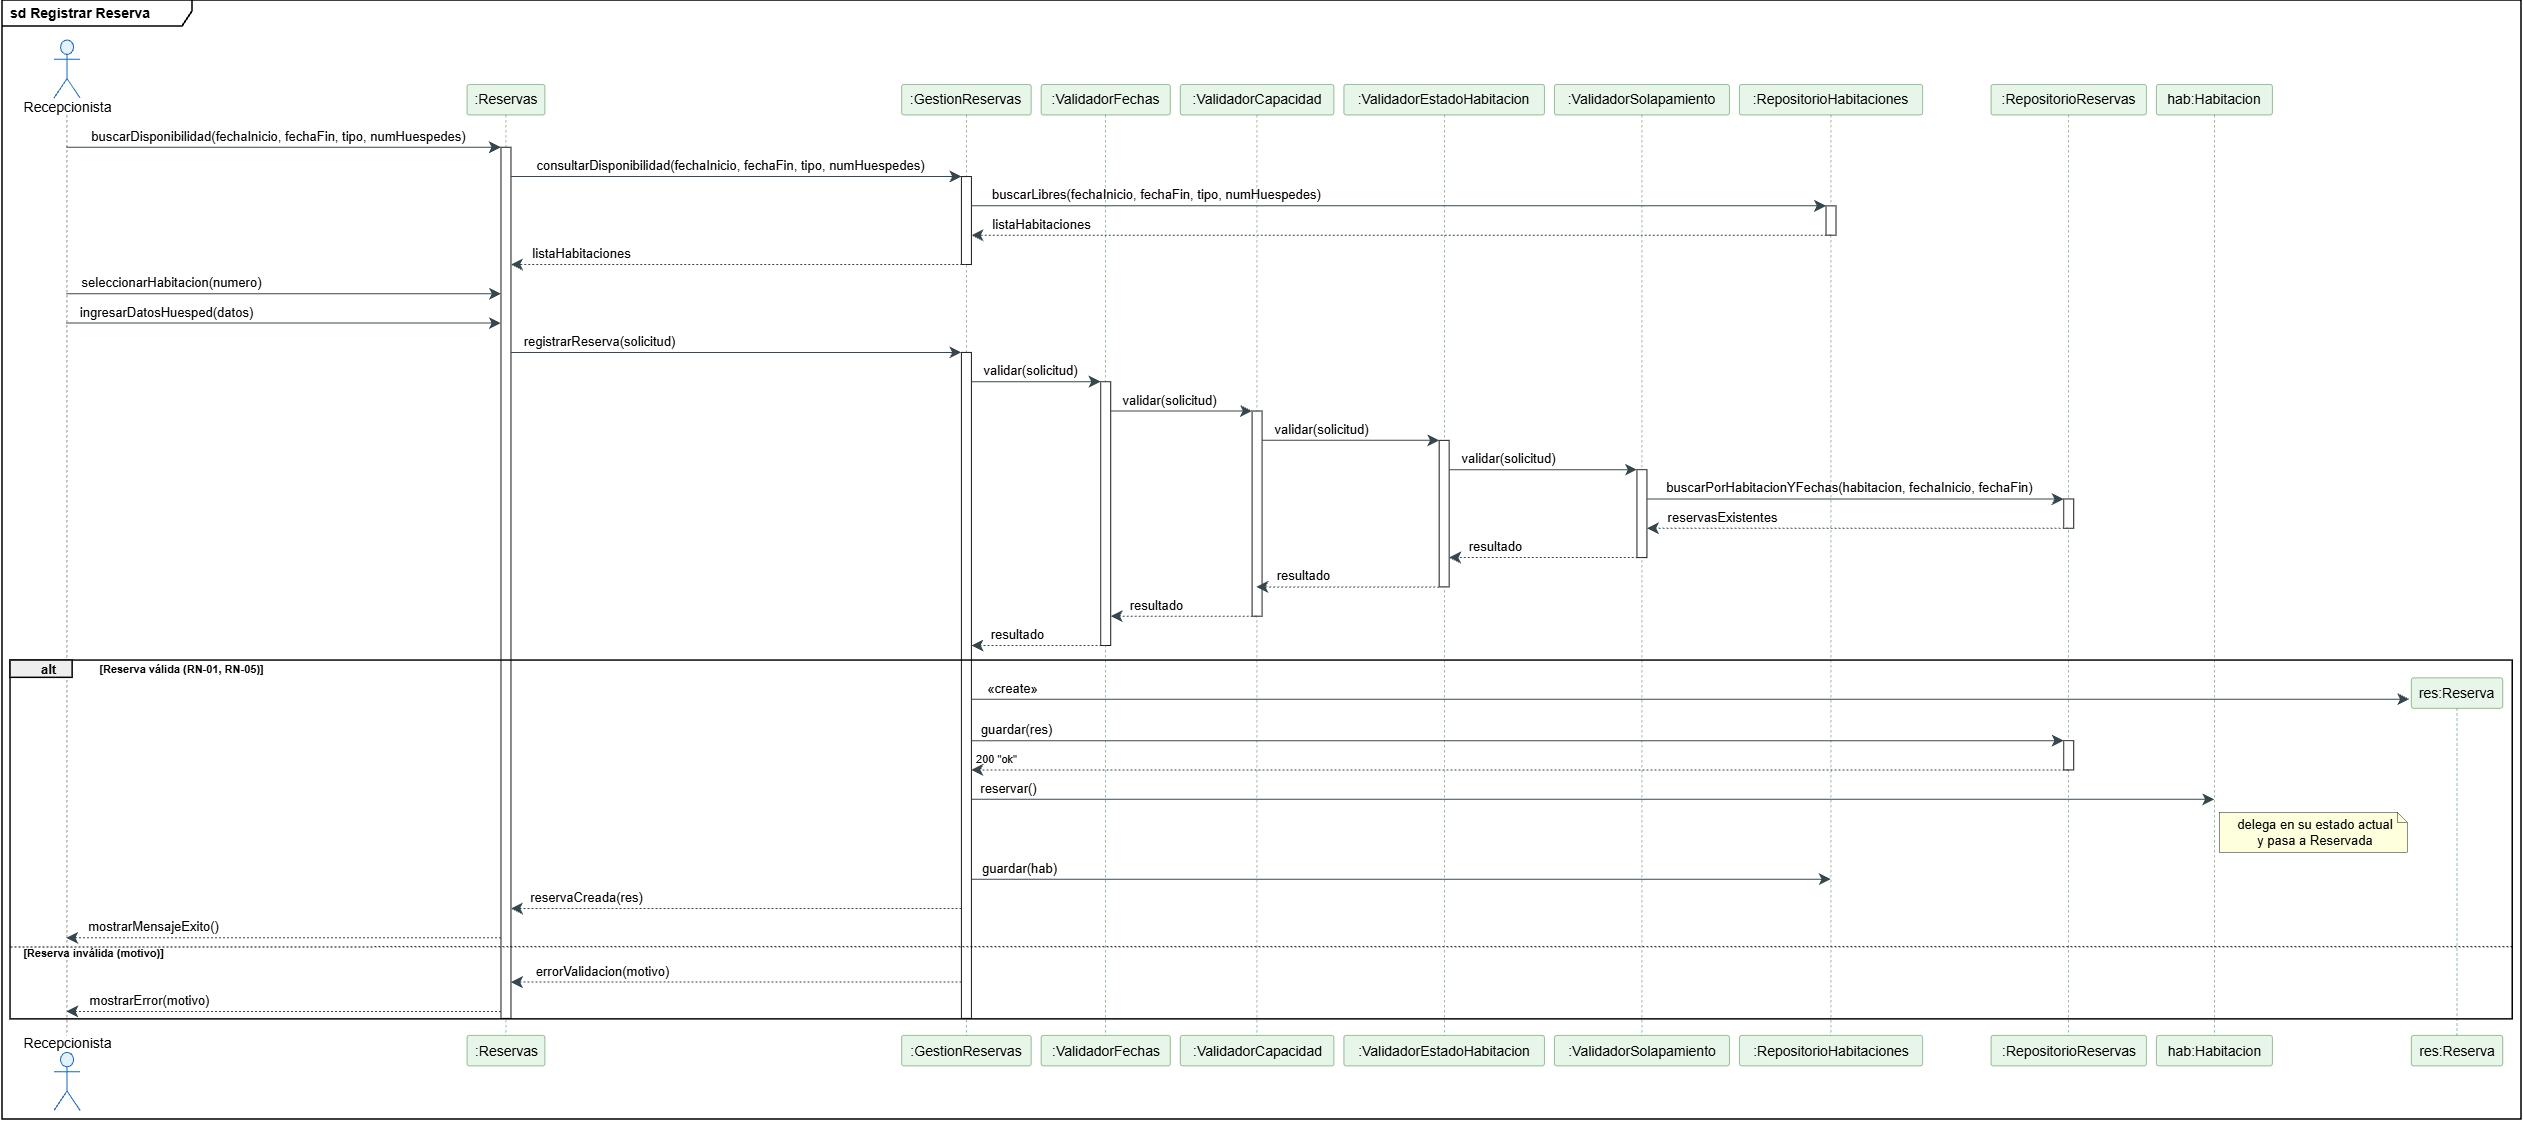 sd Registrar Reserva
Recepcionista
:Reservas
:GestionReservas
:ValidadorFechas
:ValidadorCapacidad
:ValidadorEstadoHabitacion
:ValidadorSolapamiento
:RepositorioHabitaciones
:RepositorioReservas
hab:Habitacion
buscarDisponibilidad(fechaInicio, fechaFin, tipo, numHuespedes)
consultarDisponibilidad(fechaInicio, fechaFin, tipo, numHuespedes)
buscarLibres(fechaInicio, fechaFin, tipo, numHuespedes)
listaHabitaciones
listaHabitaciones
seleccionarHabitacion(numero)
ingresarDatosHuesped(datos)
registrarReserva(solicitud)
validar(solicitud)
validar(solicitud)
validar(solicitud)
validar(solicitud)
buscarPorHabitacionYFechas(habitacion, fechaInicio, fechaFin)
reservasExistentes
resultado
resultado
resultado
resultado
alt
[Reserva válida (RN-01, RN-05)]
«create»
res:Reserva
guardar(res)
200 "ok"
reservar()
delega en su estado actual
y pasa a Reservada
guardar(hab)
reservaCreada(res)
mostrarMensajeExito()
[Reserva inválida (motivo)]
errorValidacion(motivo)
mostrarError(motivo)
Recepcionista
:Reservas
:GestionReservas
:ValidadorFechas
:ValidadorCapacidad
:ValidadorEstadoHabitacion
:ValidadorSolapamiento
:RepositorioHabitaciones
:RepositorioReservas
hab:Habitacion
res:Reserva